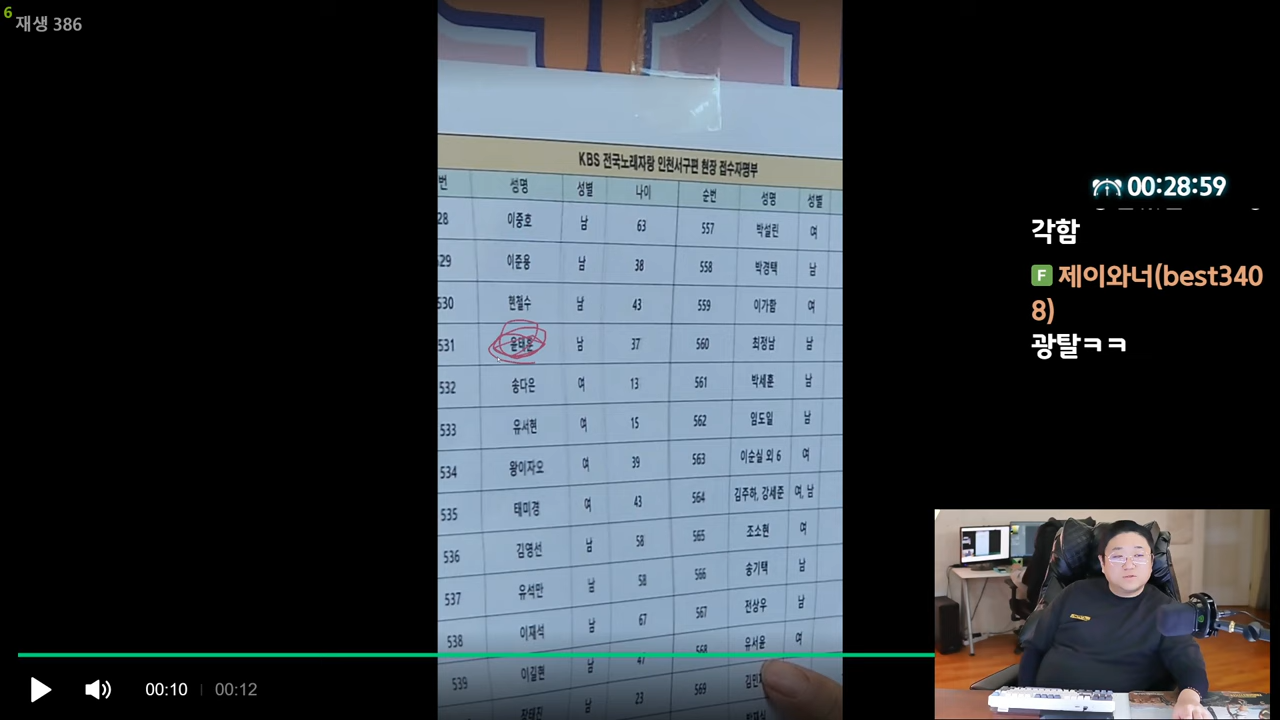 6
재생 386
KBS 전국노래자랑 인천서구편 현장 접수자명부
번 성명 성별 나이 순번 성명 성별
28 이중호 남 63 557 박설린 여
529 이준용 남 38 558 박경택 남
530 현철수 남 43 559 이가람 여
531 남 37 560 최정남 남
532 송다은 여 13 561 박세훈 남
533 유서현 여 15 562 임도일 남
534 왕이자오 여 39 563 이순실 외 6 여
535 태미경 여 43 564 김주하, 강세준 여, 남
536 김영선 남 58 565 조소현 여
537 유석만 남 58 566 송기택 남
538 이재석 남 67 567 전상우 남
539 이길현 남 47 568 유서윤 여
남 23 569
00:28:59
각함
F 제이와너(best340
8)
광탈ㅋㅋ
00:10 00:12